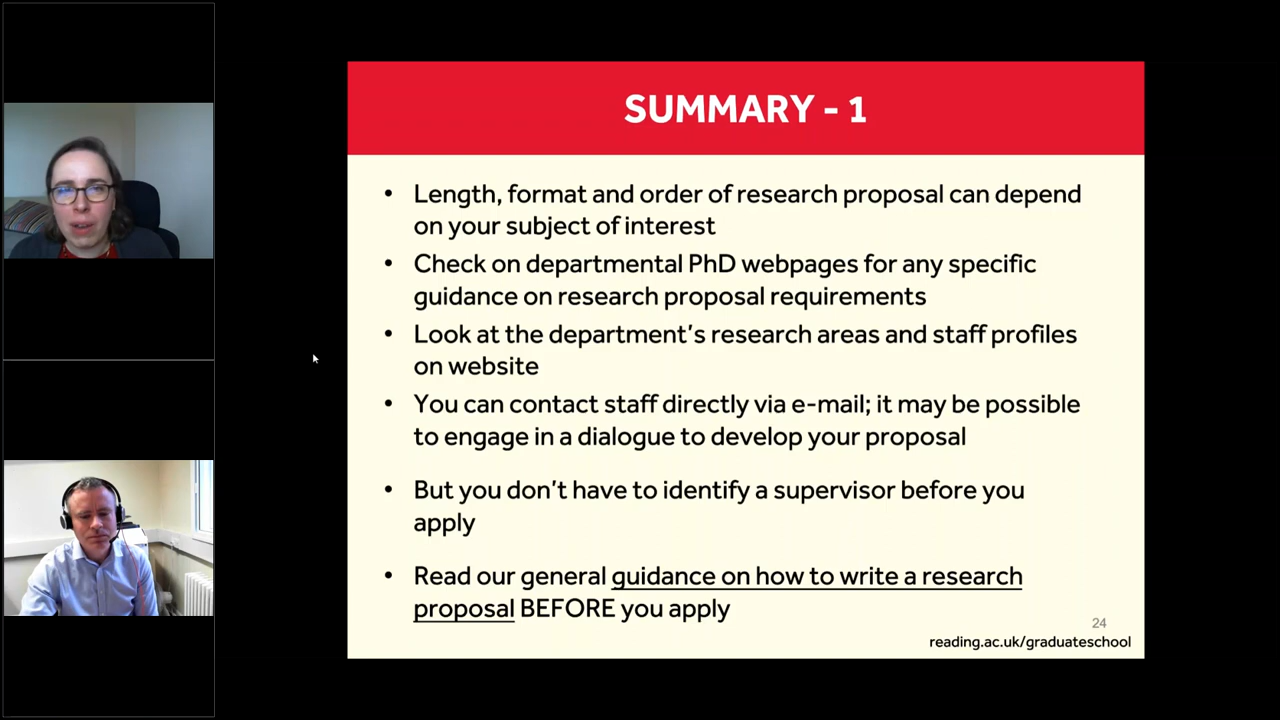 SUMMARY - 1
• Length, format and order of research proposal can depend
on your subject of interest
• Check on departmental PhD webpages for any specific
guidance on research proposal requirements
• Look at the department's research areas and staff profiles
on website
• You can contact staff directly via e-mail; it may be possible
to engage in a dialogue to develop your proposal
• But you don't have to identify a supervisor before you
apply
• Read our general guidance on how to write a research
proposal BEFORE you apply
24
reading.ac.uk/graduateschool